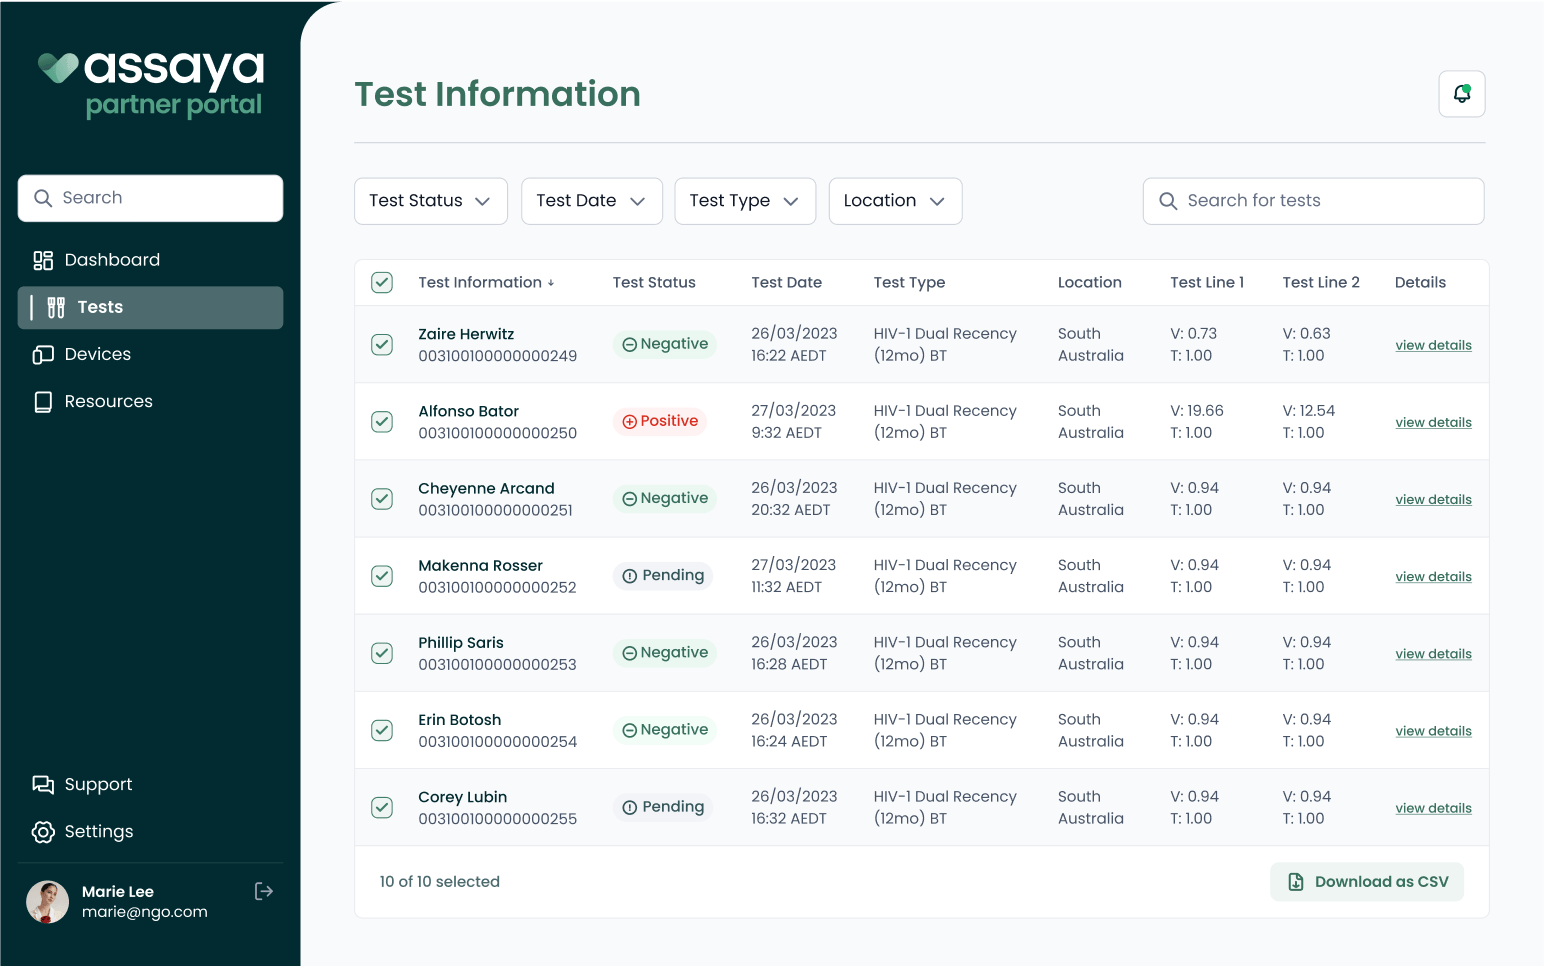 assaya
partner portal
Search
Dashboard
Tests
Devices
Resources
Support
Settings
Marie Lee
marie@ngo.com
Test Information
Test Status
Test Date
Test Type
Location
Search for tests
Test Information ↓ Test Status Test Date Test Type Location Test Line 1 Test Line 2 Details
Zaire Herwitz
003100100000000249
Negative
26/03/2023
16:22 AEDT
HIV-1 Dual Recency
(12mo) BT
South
Australia
V: 0.73
T: 1.00
V: 0.63
T: 1.00
view details
Alfonso Bator
003100100000000250
Positive
27/03/2023
9:32 AEDT
HIV-1 Dual Recency
(12mo) BT
South
Australia
V: 19.66
T: 1.00
V: 12.54
T: 1.00
view details
Cheyenne Arcand
003100100000000251
Negative
26/03/2023
20:32 AEDT
HIV-1 Dual Recency
(12mo) BT
South
Australia
V: 0.94
T: 1.00
V: 0.94
T: 1.00
view details
Makenna Rosser
003100100000000252
Pending
27/03/2023
11:32 AEDT
HIV-1 Dual Recency
(12mo) BT
South
Australia
V: 0.94
T: 1.00
V: 0.94
T: 1.00
view details
Phillip Saris
003100100000000253
Negative
26/03/2023
16:28 AEDT
HIV-1 Dual Recency
(12mo) BT
South
Australia
V: 0.94
T: 1.00
V: 0.94
T: 1.00
view details
Erin Botosh
003100100000000254
Negative
26/03/2023
16:24 AEDT
HIV-1 Dual Recency
(12mo) BT
South
Australia
V: 0.94
T: 1.00
V: 0.94
T: 1.00
view details
Corey Lubin
003100100000000255
Pending
26/03/2023
16:32 AEDT
HIV-1 Dual Recency
(12mo) BT
South
Australia
V: 0.94
T: 1.00
V: 0.94
T: 1.00
view details
10 of 10 selected
Download as CSV